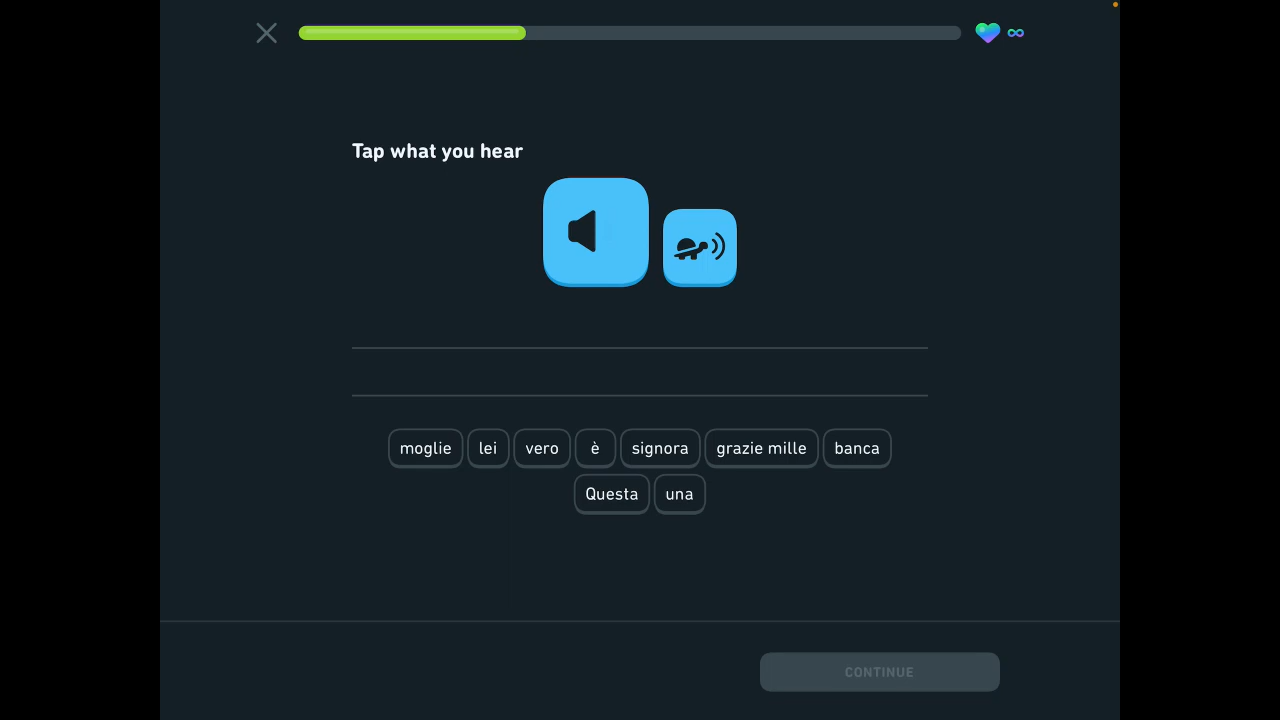 Tap what you hear
moglie lei vero è signora grazie mille banca
Questa una
CONTINUE